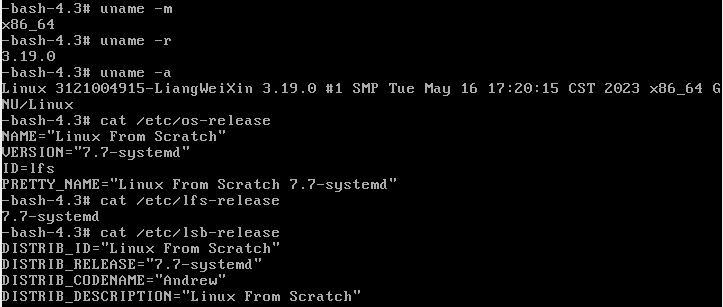 -bash-4.3# uname -m
x86_64
-bash-4.3# uname -r
3.19.0
-bash-4.3# uname -a
Linux 3121004915-LiangWeiXin 3.19.0 #1 SMP Tue May 16 17:20:15 CST 2023 x86_64 G
NU/Linux
-bash-4.3# cat /etc/os-release
NAME="Linux From Scratch"
VERSION="7.7-systemd"
ID=lfs
PRETTY_NAME="Linux From Scratch 7.7-systemd"
-bash-4.3# cat /etc/lfs-release
7.7-systemd
-bash-4.3# cat /etc/lsb-release
DISTRIB_ID="Linux From Scratch"
DISTRIB_RELEASE="7.7-systemd"
DISTRIB_CODENAME="Andrew"
DISTRIB_DESCRIPTION="Linux From Scratch"